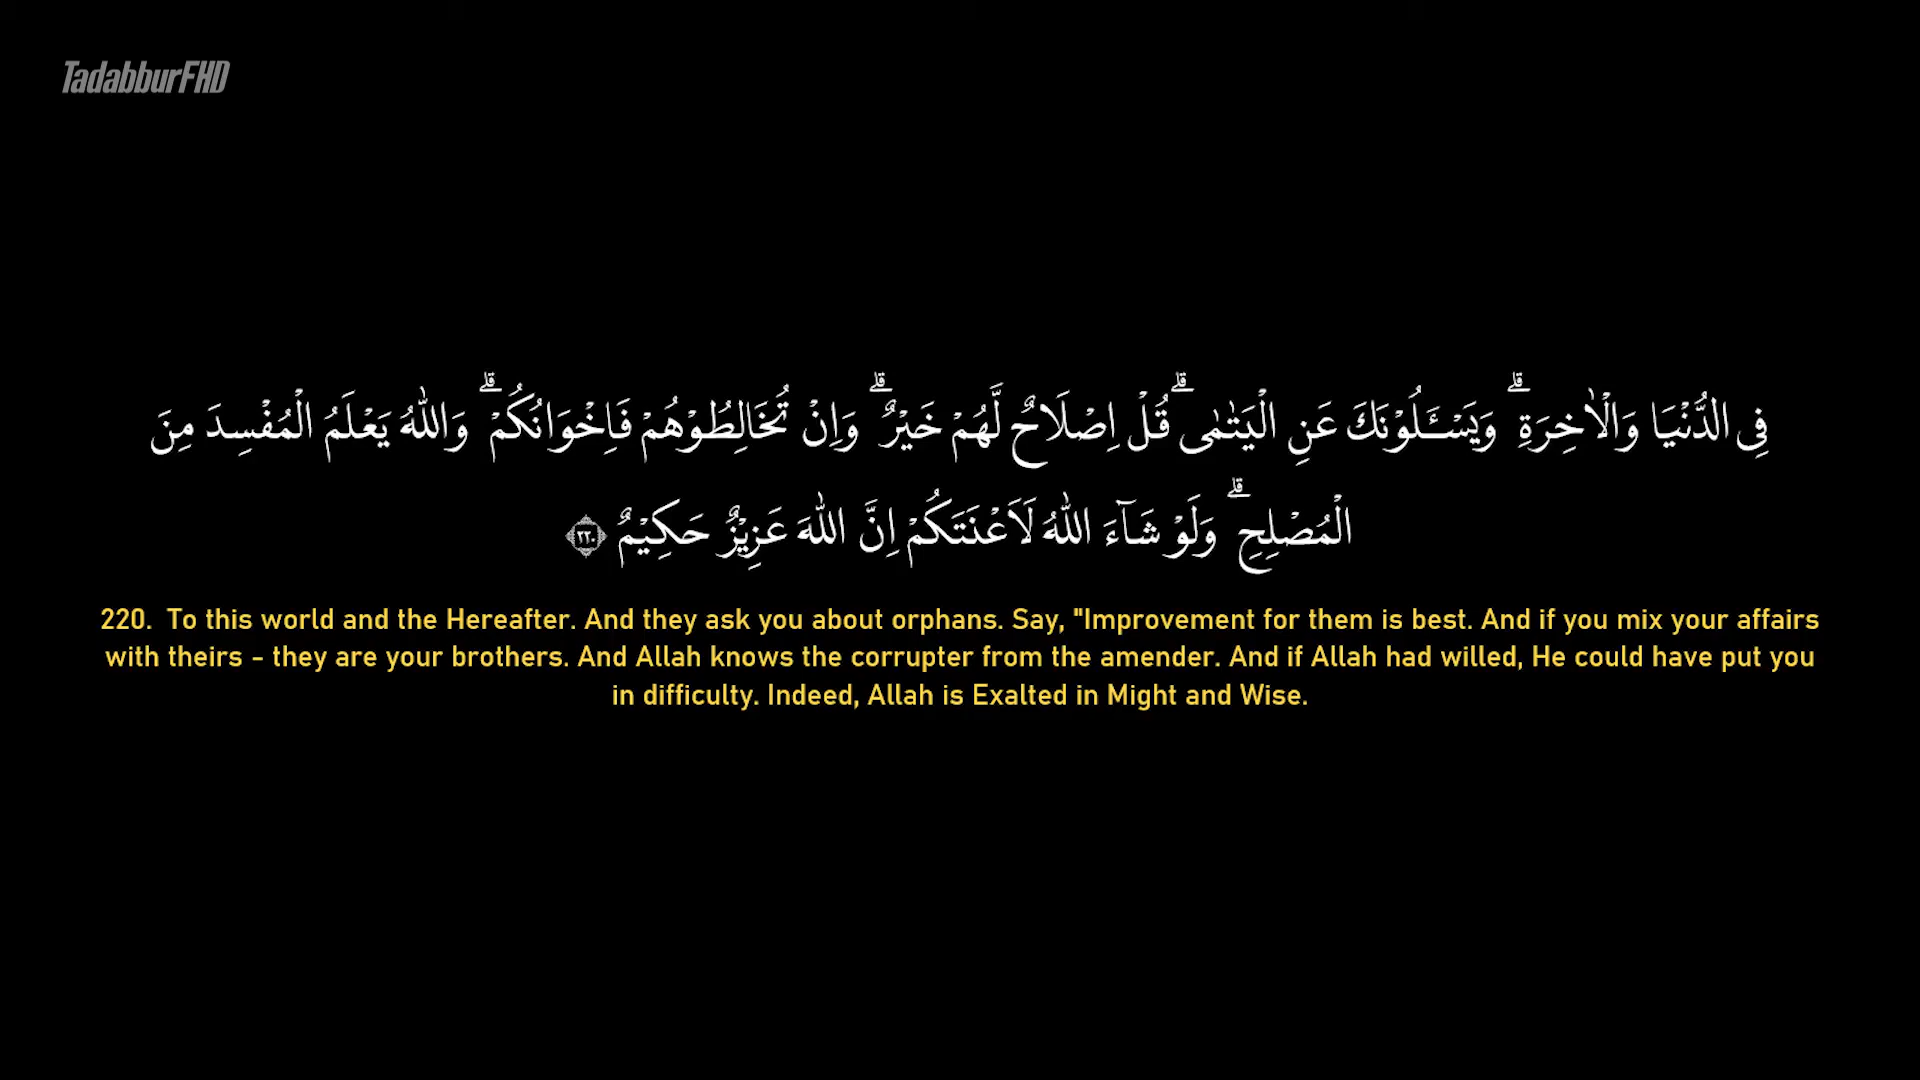 TadabburFHD
فِى الدُّنْيَا وَالْاٰخِرَةِ ۗ وَيَسْـَٔلُوْنَكَ عَنِ الْيَتٰمٰى ۗ قُلْ اِصْلَاحٌ لَّهُمْ خَيْرٌ ۗ وَاِنْ تُخَالِطُوْهُمْ فَاِخْوَانُكُمْ ۗ وَاللّٰهُ يَعْلَمُ الْمُفْسِدَ مِنَ
الْمُصْلِحِ ۗ وَلَوْ شَاۤءَ اللّٰهُ لَاَعْنَتَكُمْ اِنَّ اللّٰهَ عَزِيْزٌ حَكِيْمٌ ٢٢٠
220. To this world and the Hereafter. And they ask you about orphans. Say, "Improvement for them is best. And if you mix your affairs
with theirs - they are your brothers. And Allah knows the corrupter from the amender. And if Allah had willed, He could have put you
in difficulty. Indeed, Allah is Exalted in Might and Wise.